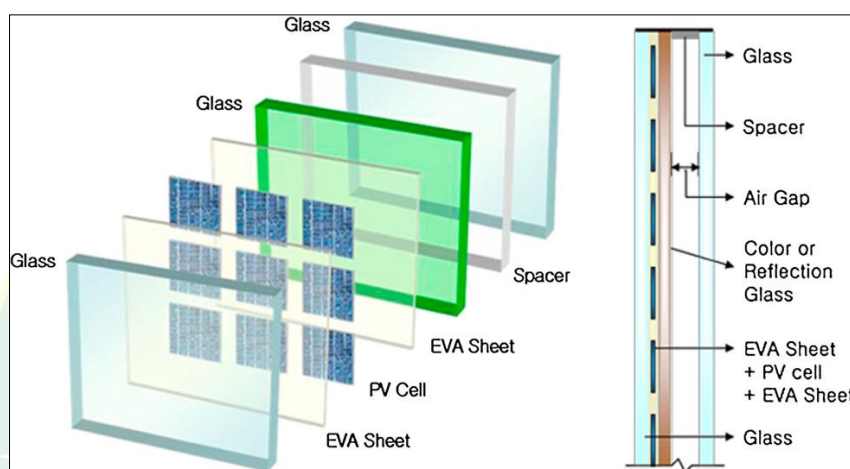 Glass
Glass
Glass
Spacer
EVA Sheet
PV Cell
EVA Sheet
Glass
Spacer
Air Gap
Color or
Reflection
Glass
EVA Sheet
+ PV cell
+ EVA Sheet
Glass